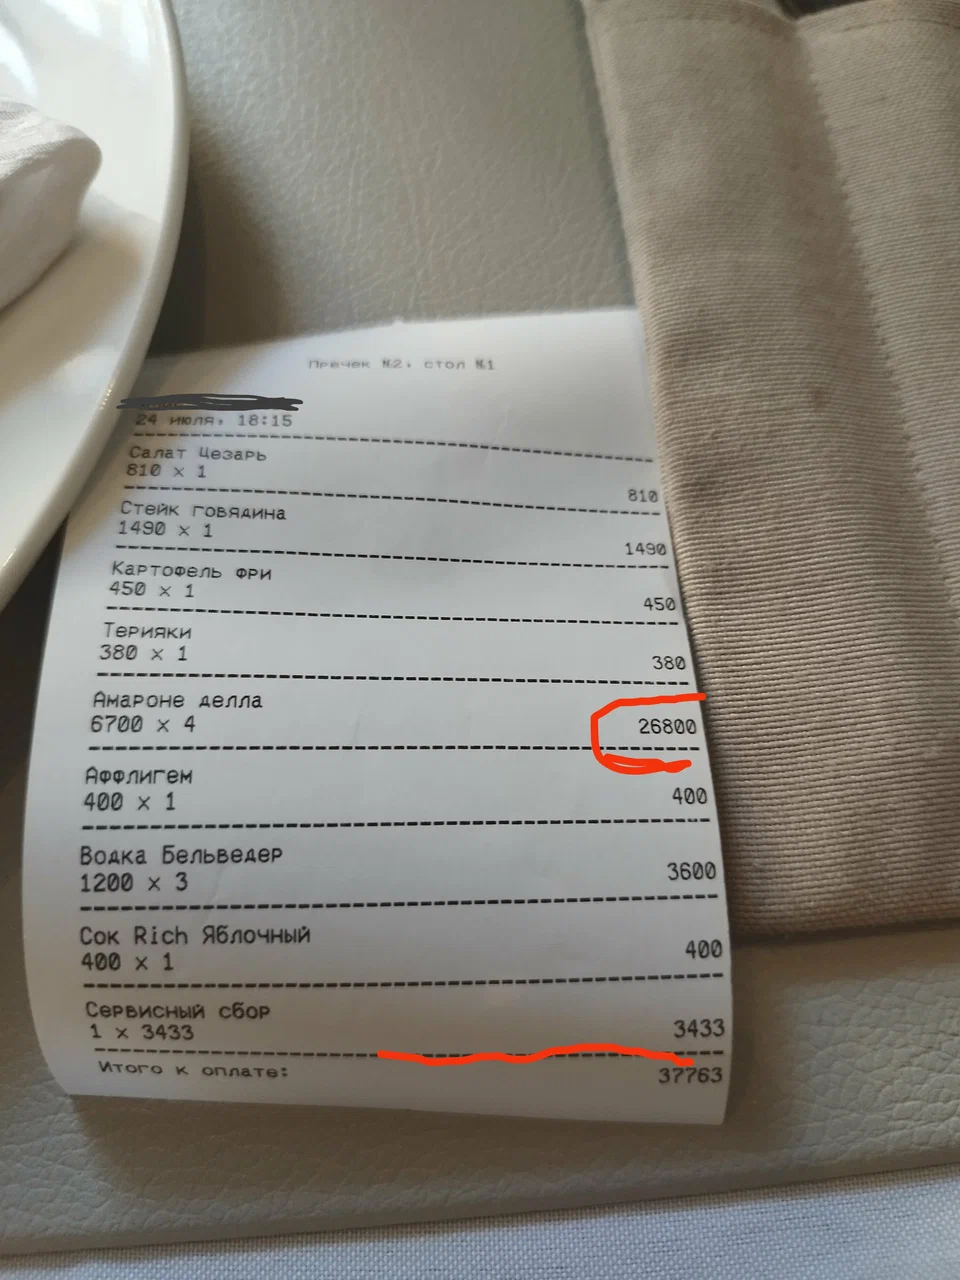 Пречек №2, стол №1
24 июля, 18:15
Салат Цезарь
810 x 1
810
Стейк говядина
1490 x 1
1490
Картофель фри
450 x 1
450
Терияки
380 x 1
380
Амароне делла
6700 x 4
26800
Аффлигем
400 x 1
400
Водка Бельведер
1200 x 3
3600
Сок Rich Яблочный
400 x 1
400
Сервисный сбор
1 x 3433
3433
Итого к оплате:
37763